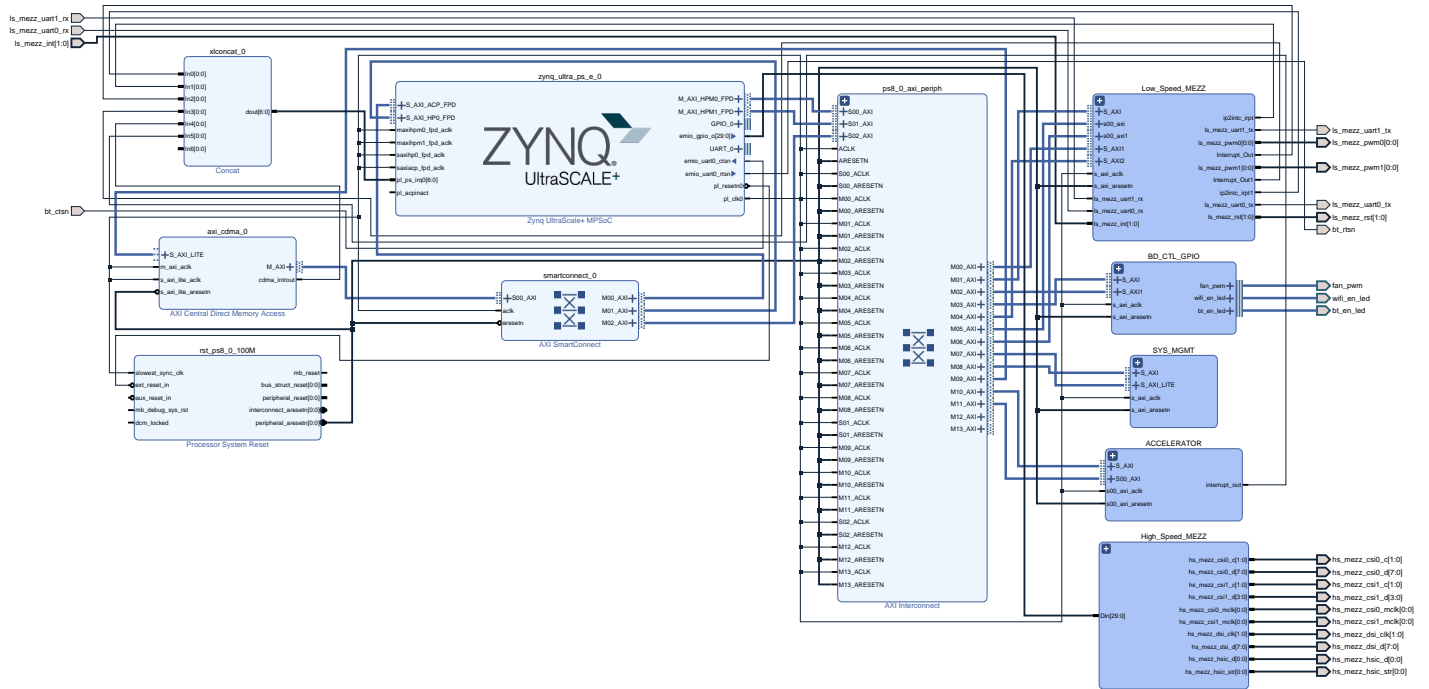 ls_mezz_uart1_rx
ls_mezz_uart0_rx
ls_mezz_int[1:0]
bt_ctsn
xlconcat_0
In0[0:0]
In1[0:0]
In2[0:0]
In3[0:0]
In4[0:0]
In5[0:0]
In6[0:0]
dout[6:0]
Concat
axi_cdma_0
S_AXI_LITE
m_axi_aclk
s_axi_lite_aclk
s_axi_lite_aresetn
M_AXI
cdma_introut
AXI Central Direct Memory Access
rst_ps8_0_100M
slowest_sync_clk
ext_reset_in
aux_reset_in
mb_debug_sys_rst
dcm_locked
mb_reset
bus_struct_reset[0:0]
peripheral_reset[0:0]
interconnect_aresetn[0:0]
peripheral_aresetn[0:0]
Processor System Reset
zynq_ultra_ps_e_0
S_AXI_ACP_FPD
S_AXI_HP0_FPD
maxihpm0_fpd_aclk
maxihpm1_fpd_aclk
saxihp0_fpd_aclk
saxiacp_fpd_aclk
pl_ps_irq0[6:0]
pl_acpinact
ZYNQ
UltraSCALE+
M_AXI_HPM0_FPD
M_AXI_HPM1_FPD
GPIO_0
emio_gpio_o[29:0]
UART_0
emio_uart0_ctsn
emio_uart0_rtsn
pl_resetn0
pl_clk0
Zynq UltraScale+ MPSoC
smartconnect_0
S00_AXI
aclk
aresetn
M00_AXI
M01_AXI
M02_AXI
AXI SmartConnect
ps8_0_axi_periph
S00_AXI
S01_AXI
S02_AXI
ACLK
ARESETN
S00_ACLK
S00_ARESETN
M00_ACLK
M00_ARESETN
M01_ACLK
M01_ARESETN
M02_ACLK
M02_ARESETN
M03_ACLK
M03_ARESETN
M04_ACLK
M04_ARESETN
M05_ACLK
M05_ARESETN
M06_ACLK
M06_ARESETN
M07_ACLK
M07_ARESETN
M08_ACLK
M08_ARESETN
S01_ACLK
S01_ARESETN
M09_ACLK
M09_ARESETN
M10_ACLK
M10_ARESETN
M11_ACLK
M11_ARESETN
S02_ACLK
S02_ARESETN
M12_ACLK
M12_ARESETN
M13_ACLK
M13_ARESETN
M00_AXI
M01_AXI
M02_AXI
M03_AXI
M04_AXI
M05_AXI
M06_AXI
M07_AXI
M08_AXI
M09_AXI
M10_AXI
M11_AXI
M12_AXI
M13_AXI
AXI Interconnect
Low_Speed_MEZZ
S_AXI
s00_axi
s00_axi1
S_AXI1
S_AXI2
s_axi_aclk
s_axi_aresetn
ls_mezz_uart1_rx
ls_mezz_uart0_rx
ls_mezz_int[1:0]
ip2intc_irpt
ls_mezz_uart1_tx
ls_mezz_pwm0[0:0]
Interrupt_Out
ls_mezz_pwm1[0:0]
Interrupt_Out1
ip2intc_irpt1
ls_mezz_uart0_tx
ls_mezz_rst[1:0]
ls_mezz_uart1_tx
ls_mezz_pwm0[0:0]
ls_mezz_pwm1[0:0]
ls_mezz_uart0_tx
ls_mezz_rst[1:0]
bt_rtsn
BD_CTL_GPIO
S_AXI
S_AXI1
s_axi_aclk
s_axi_aresetn
fan_pwm
wifi_en_led
bt_en_led
fan_pwm
wifi_en_led
bt_en_led
SYS_MGMT
S_AXI
S_AXI_LITE
s_axi_aclk
s_axi_aresetn
ACCELERATOR
S_AXI
S00_AXI
s00_axi_aclk
s00_axi_aresetn
interrupt_out
High_Speed_MEZZ
Din[29:0]
hs_mezz_csi0_c[1:0]
hs_mezz_csi0_d[7:0]
hs_mezz_csi1_c[1:0]
hs_mezz_csi1_d[3:0]
hs_mezz_csi0_mclk[0:0]
hs_mezz_csi1_mclk[0:0]
hs_mezz_dsi_clk[1:0]
hs_mezz_dsi_d[7:0]
hs_mezz_hsic_d[0:0]
hs_mezz_hsic_str[0:0]
hs_mezz_csi0_c[1:0]
hs_mezz_csi0_d[7:0]
hs_mezz_csi1_c[1:0]
hs_mezz_csi1_d[3:0]
hs_mezz_csi0_mclk[0:0]
hs_mezz_csi1_mclk[0:0]
hs_mezz_dsi_clk[1:0]
hs_mezz_dsi_d[7:0]
hs_mezz_hsic_d[0:0]
hs_mezz_hsic_str[0:0]